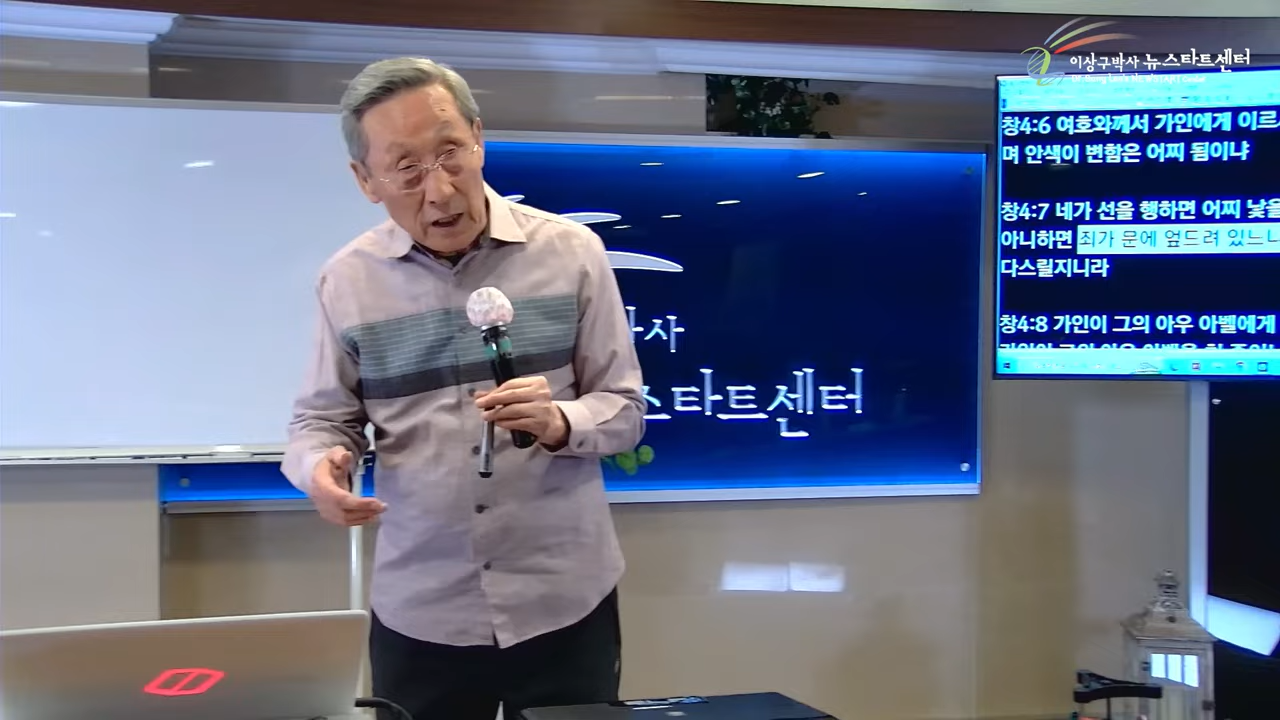 이상구박사 뉴스타트센터
창4:6 여호와께서 가인에게 이르
며 안색이 변함은 어찌 됨이냐
창4:7 네가 선을 행하면 어찌 낯을
아니하면 죄가 문에 엎드려 있느니
다스릴지니라
창4:8 가인이 그의 아우 아벨에게
사
스타트센터